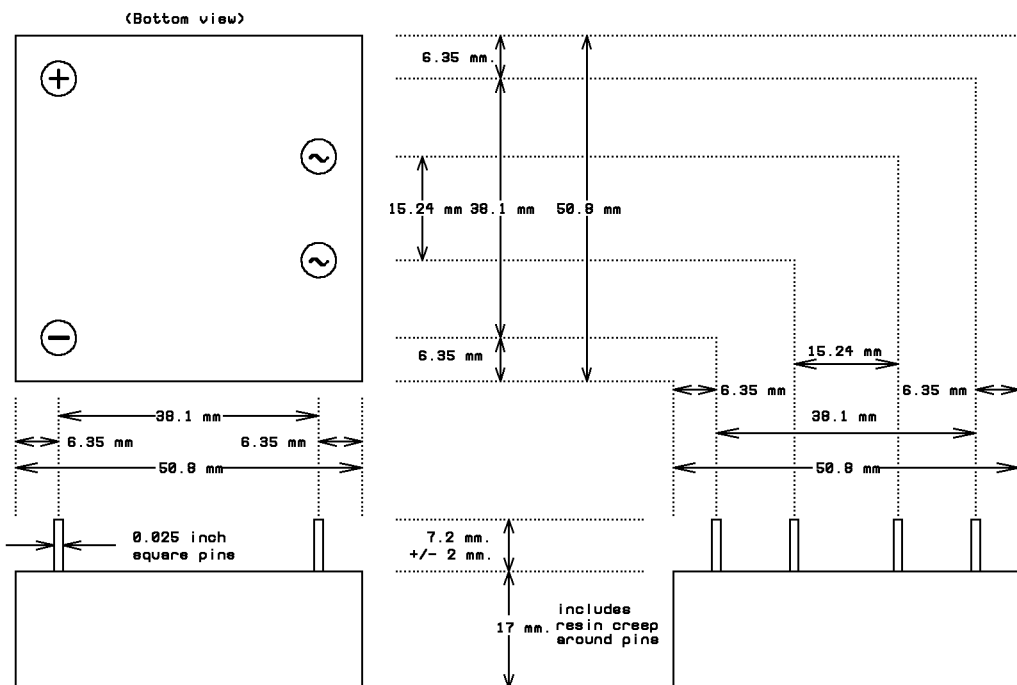 (Bottom view)
6.35 mm.
+
~
15.24 mm 38.1 mm 50.8 mm
~
−
6.35 mm
15.24 mm
6.35 mm 6.35 mm
38.1 mm
38.1 mm
6.35 mm 6.35 mm
50.8 mm
50.8 mm
0.025 inch
square pins
7.2 mm.
+/- 2 mm.
17 mm.
includes
resin creep
around pins